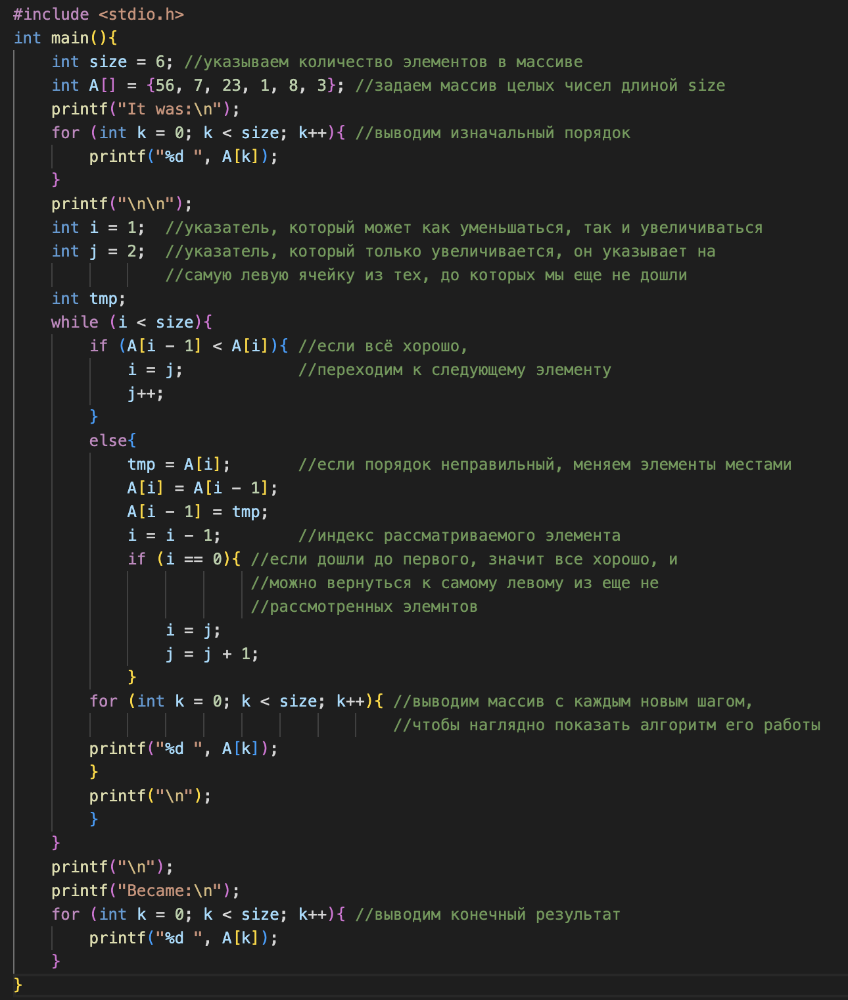 #include <stdio.h>
int main(){
    int size = 6; //указываем количество элементов в массиве
    int A[] = {56, 7, 23, 1, 8, 3}; //задаем массив целых чисел длиной size
    printf("It was:\n");
    for (int k = 0; k < size; k++){ //выводим изначальный порядок
        printf("%d ", A[k]);
    }
    printf("\n\n");
    int i = 1;  //указатель, который может как уменьшаться, так и увеличиваться
    int j = 2;  //указатель, который только увеличивается, он указывает на
                //самую левую ячейку из тех, до которых мы еще не дошли
    int tmp;
    while (i < size){
        if (A[i - 1] < A[i]){ //если всё хорошо,
            i = j;            //переходим к следующему элементу
            j++;
        }
        else{
            tmp = A[i];       //если порядок неправильный, меняем элементы местами
            A[i] = A[i - 1];
            A[i - 1] = tmp;
            i = i - 1;        //индекс рассматриваемого элемента
            if (i == 0){ //если дошли до первого, значит все хорошо, и
                         //можно вернуться к самому левому из еще не
                         //рассмотренных элемнтов
                i = j;
                j = j + 1;
            }
        for (int k = 0; k < size; k++){ //выводим массив с каждым новым шагом,
                                        //чтобы наглядно показать алгоритм его работы
        printf("%d ", A[k]);
        }
        printf("\n");
        }
    }
    printf("\n");
    printf("Became:\n");
    for (int k = 0; k < size; k++){ //выводим конечный результат
        printf("%d ", A[k]);
    }
}